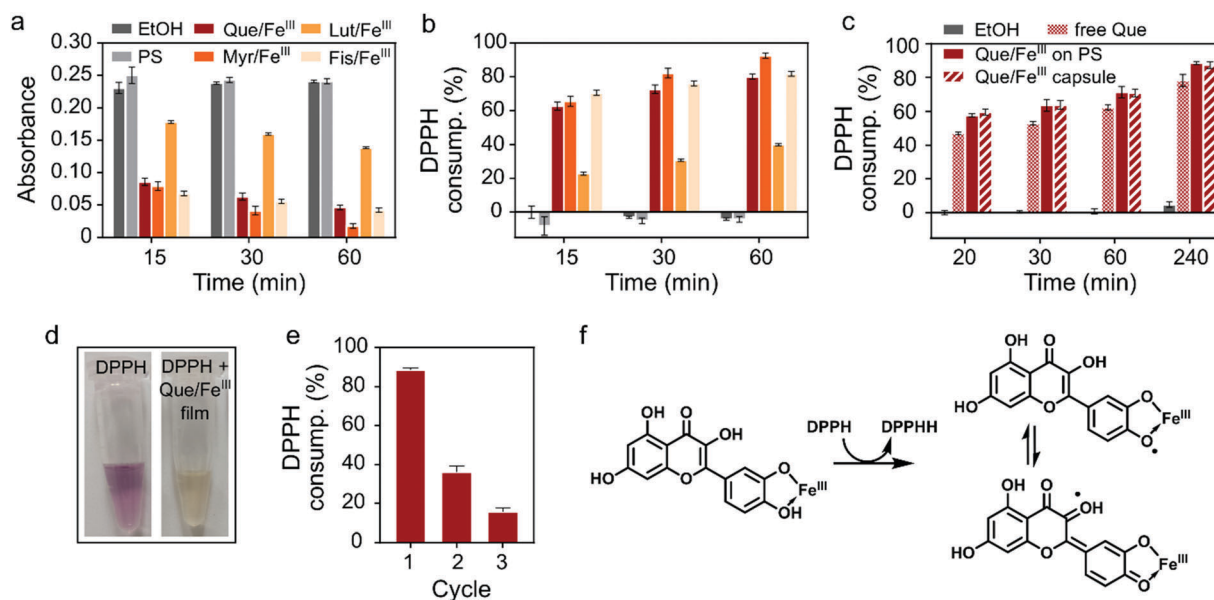 a
EtOH
Que/Fe^III
Lut/Fe^III
PS
Myr/Fe^III
Fis/Fe^III
Absorbance
0.30
0.25
0.20
0.15
0.10
0.05
0
15
30
60
Time (min)
b
DPPH
consump. (%)
100
80
60
40
20
0
15
30
60
Time (min)
c
EtOH
free Que
Que/Fe^III on PS
Que/Fe^III capsule
DPPH
consump. (%)
100
80
60
40
20
0
20
30
60
240
Time (min)
d
DPPH
DPPH +
Que/Fe^III
film
e
DPPH
consump. (%)
100
80
60
40
20
0
1
2
3
Cycle
f
OH
O
OH
HO
O
O
Fe^III
OH
DPPH
DPPHH
OH
O
OH
HO
O
O
Fe^III
O
OH
O
OH
HO
O
O
Fe^III
O